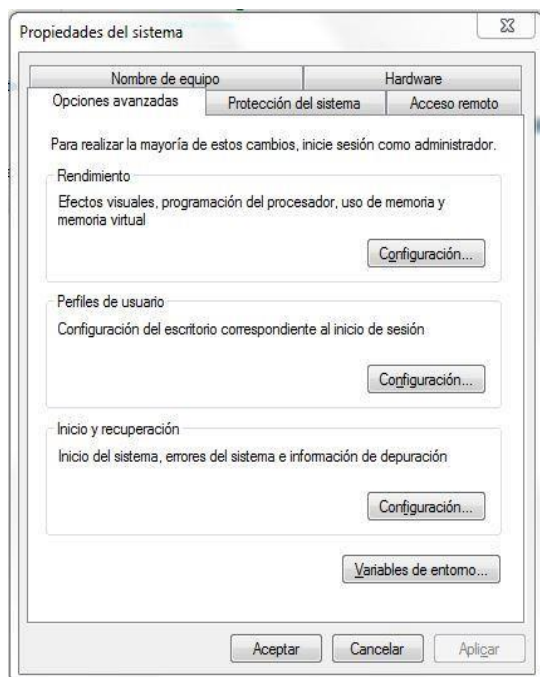 Propiedades del sistema
Nombre de equipo
Hardware
Opciones avanzadas
Protección del sistema
Acceso remoto
Para realizar la mayoría de estos cambios, inicie sesión como administrador.
Rendimiento
Efectos visuales, programación del procesador, uso de memoria y
memoria virtual
Configuración...
Perfiles de usuario
Configuración del escritorio correspondiente al inicio de sesión
Configuración...
Inicio y recuperación
Inicio del sistema, errores del sistema e información de depuración
Configuración...
Variables de entorno...
Aceptar
Cancelar
Aplicar